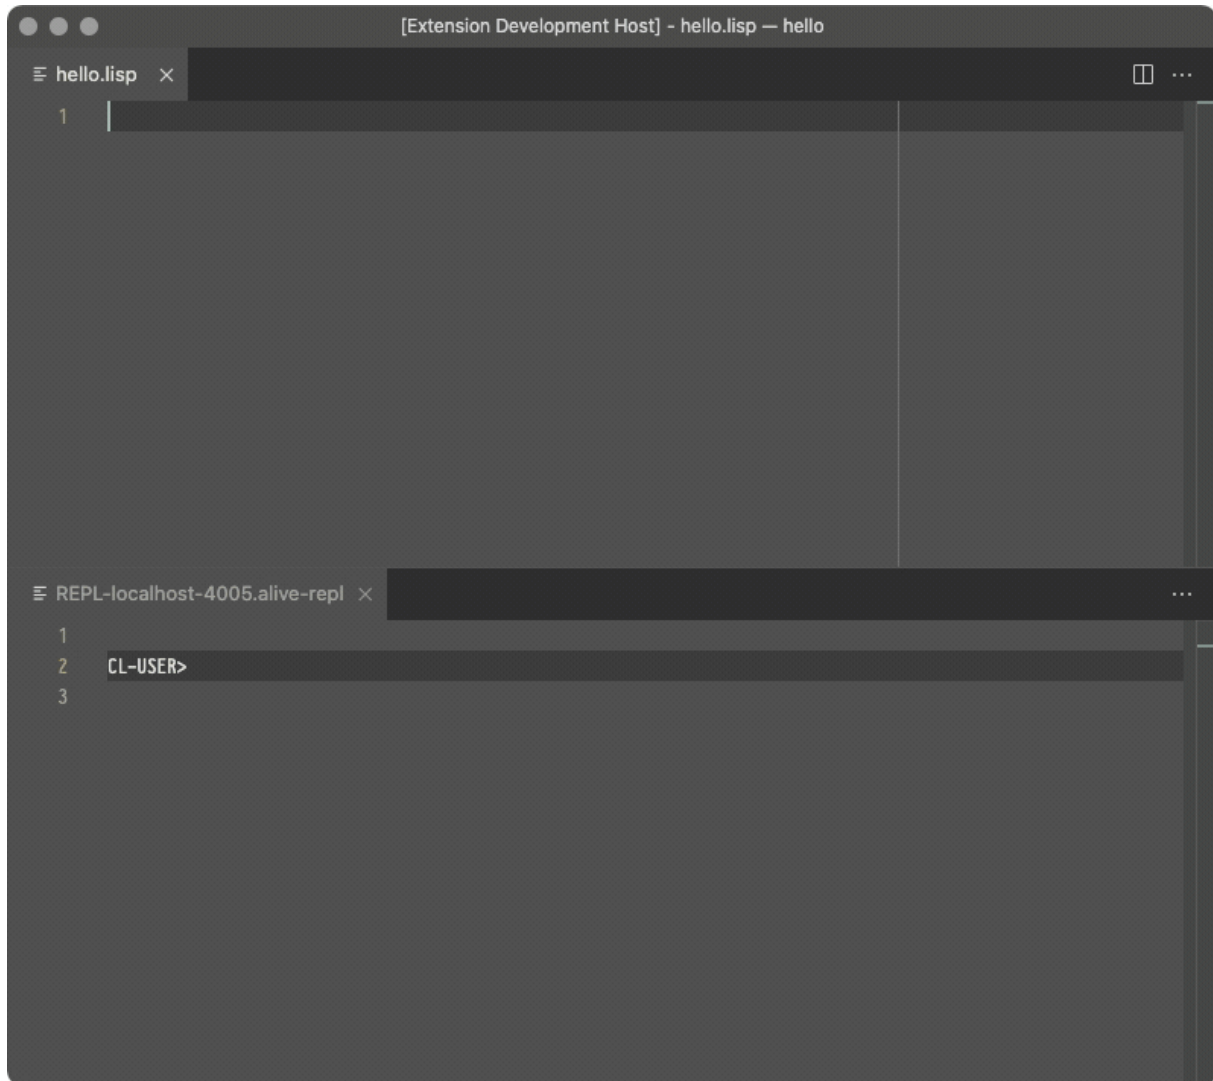 [Extension Development Host] - hello.lisp — hello
hello.lisp
1
REPL-localhost-4005.alive-repl
1
2 CL-USER>
3